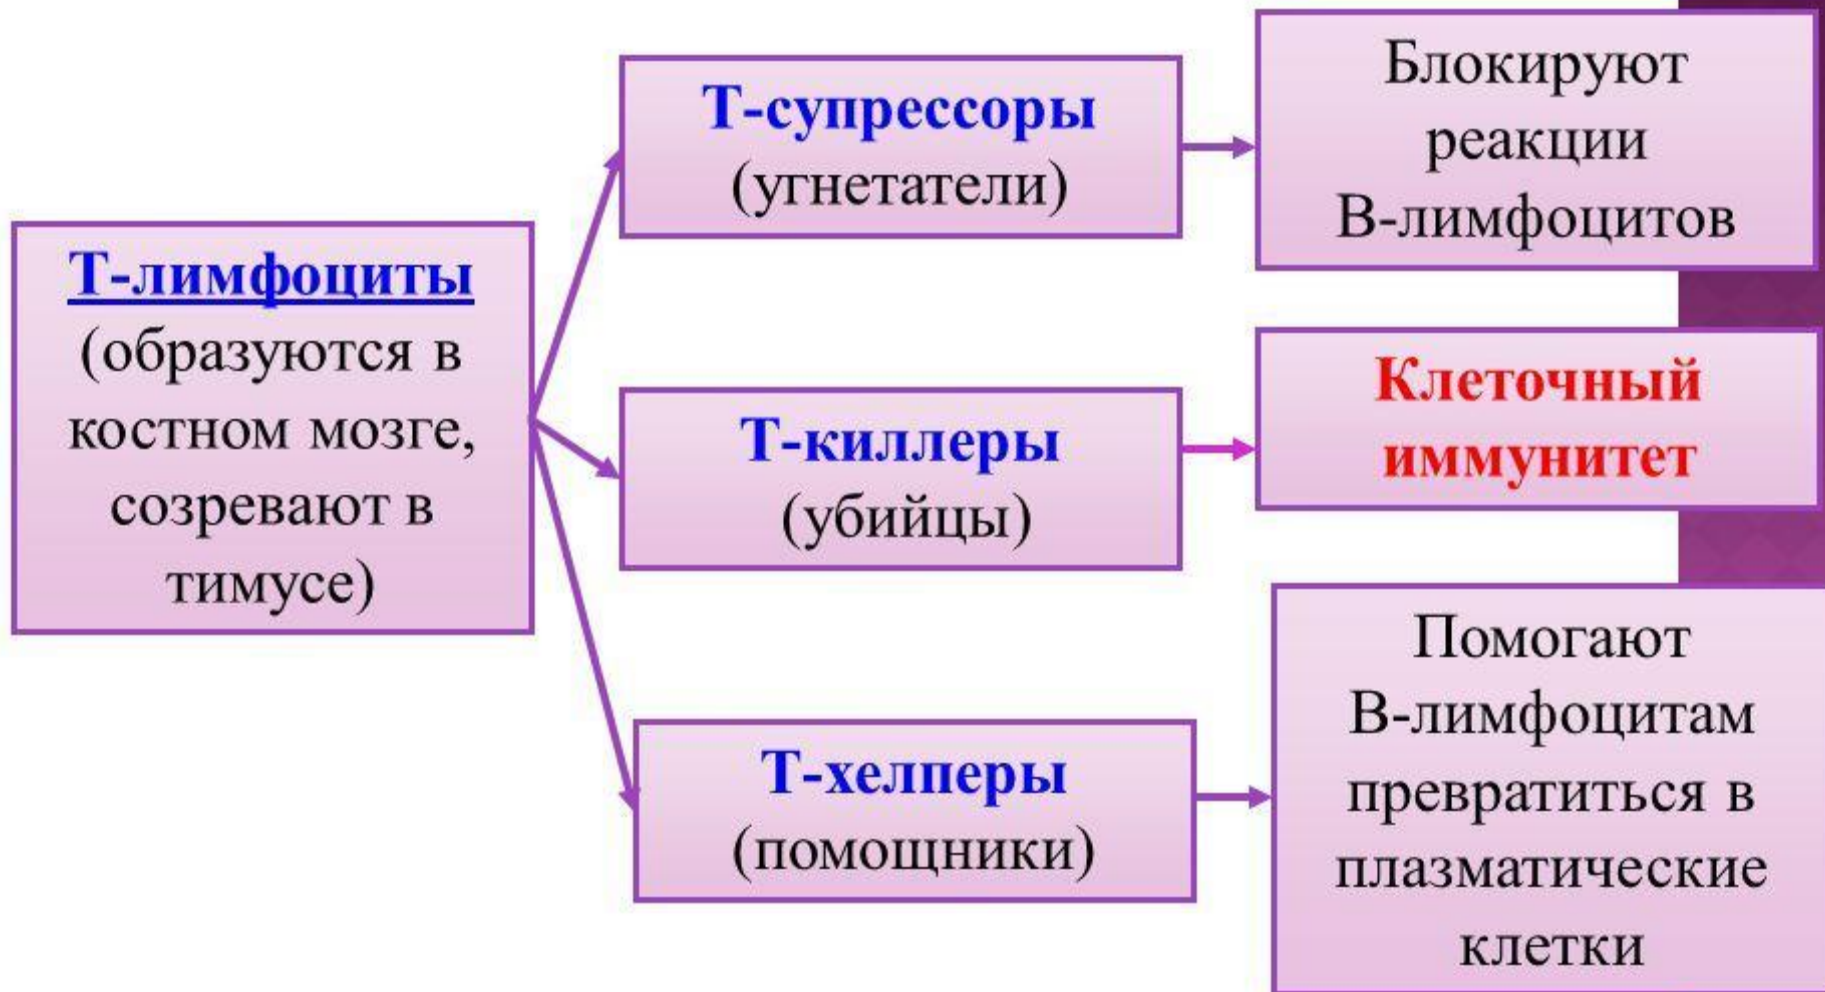 Т-лимфоциты
(образуются в
костном мозге,
созревают в
тимусе)
Т-супрессоры
(угнетатели)
Блокируют
реакции
В-лимфоцитов
Т-киллеры
(убийцы)
Клеточный
иммунитет
Т-хелперы
(помощники)
Помогают
В-лимфоцитам
превратиться в
плазматические
клетки